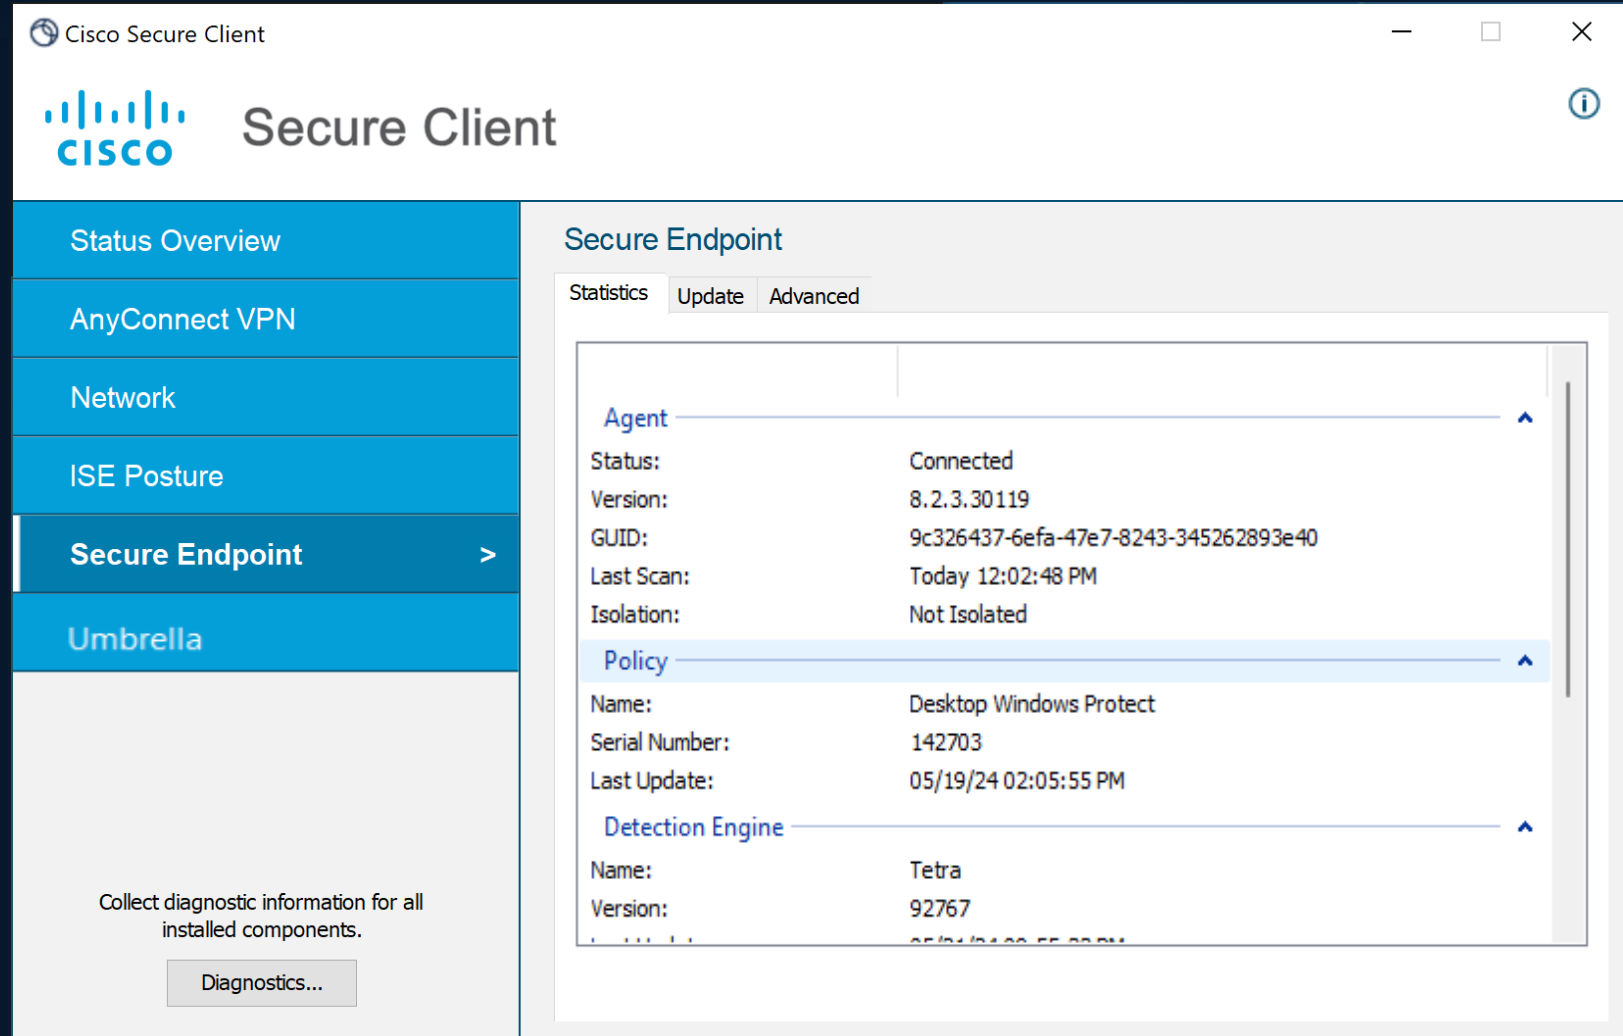 Cisco Secure Client
CISCO
Secure Client
Status Overview
AnyConnect VPN
Network
ISE Posture
Secure Endpoint >
Umbrella
Collect diagnostic information for all
installed components.
Diagnostics...
Secure Endpoint
Statistics Update Advanced
Agent
Status: Connected
Version: 8.2.3.30119
GUID: 9c326437-6efa-47e7-8243-345262893e40
Last Scan: Today 12:02:48 PM
Isolation: Not Isolated
Policy
Name: Desktop Windows Protect
Serial Number: 142703
Last Update: 05/19/24 02:05:55 PM
Detection Engine
Name: Tetra
Version: 92767